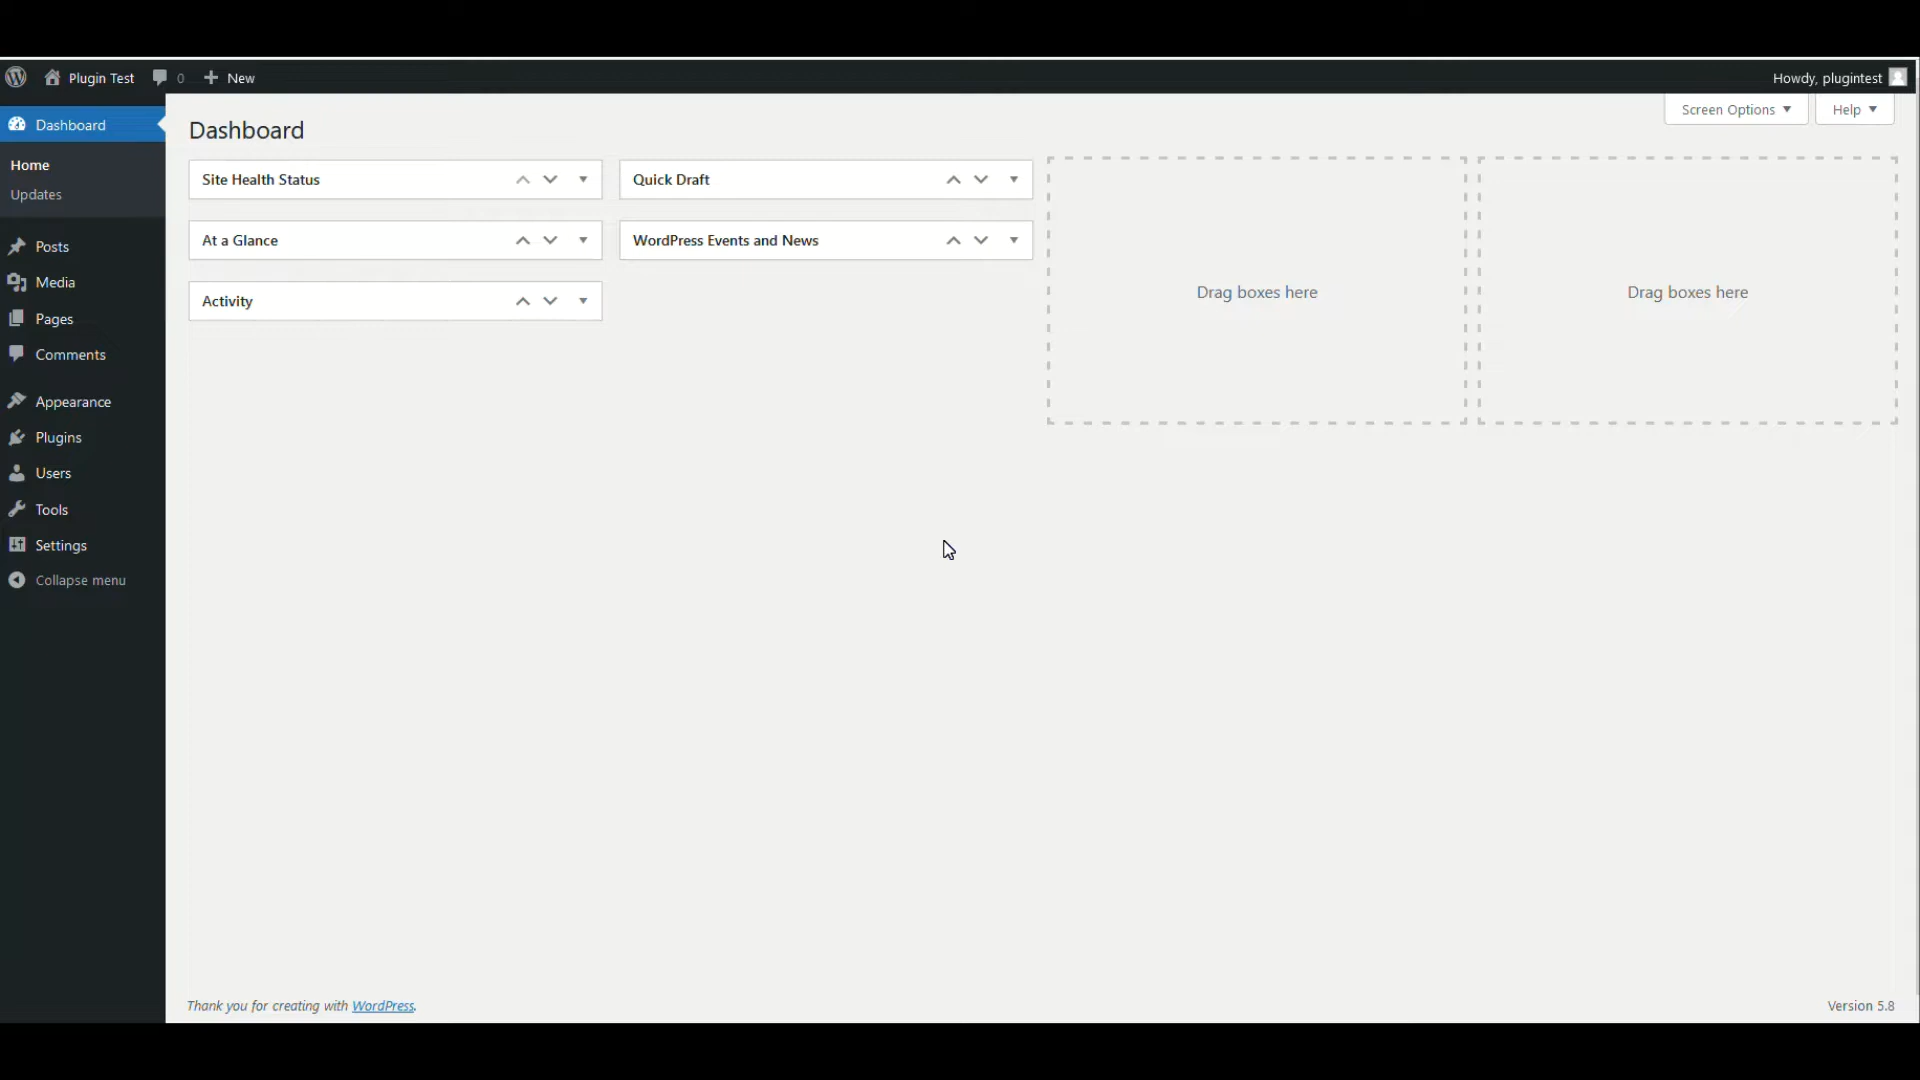 Plugin Test 0 New Howdy, plugintest
Screen Options Help
Dashboard
Home
Updates
Posts
Media
Pages
Comments
Appearance
Plugins
Users
Tools
Settings
Collapse menu
Dashboard
Site Health Status
At a Glance
Activity
Quick Draft
WordPress Events and News
Drag boxes here
Drag boxes here
Thank you for creating with WordPress.
Version 5.8